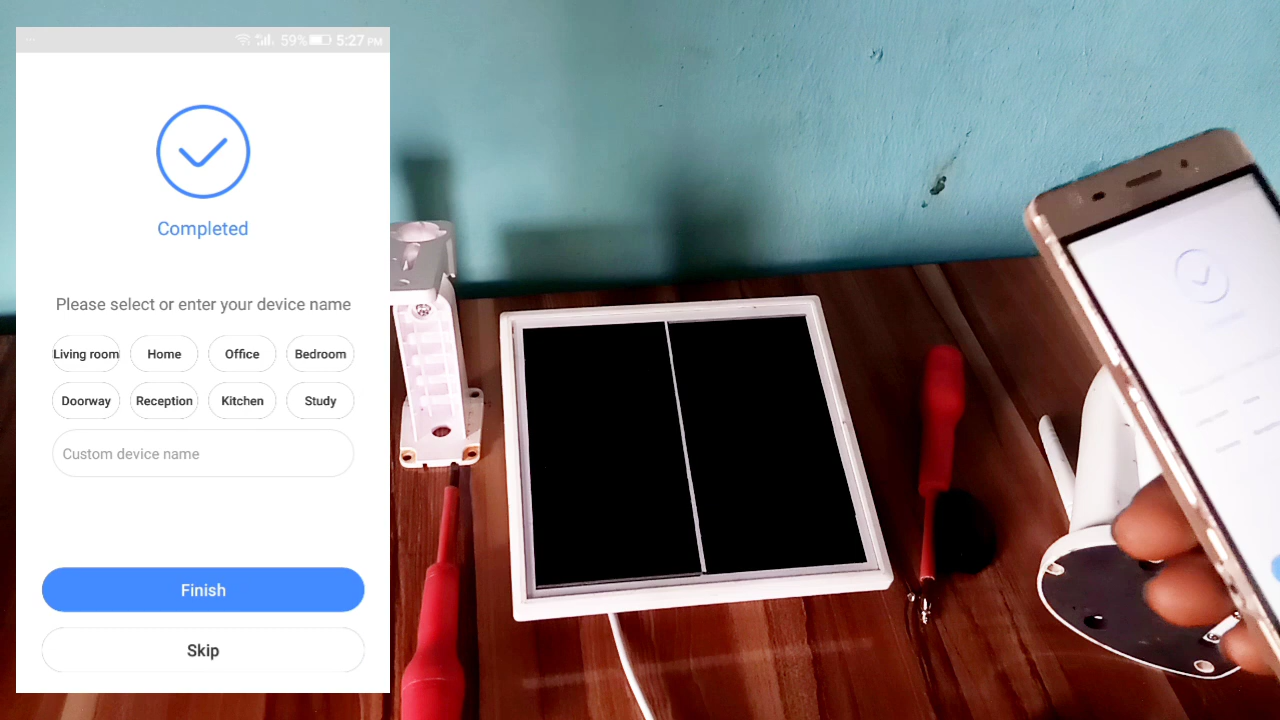 59% 5:27 PM
Completed
Please select or enter your device name
Living room Home Office Bedroom
Doorway Reception Kitchen Study
Custom device name
Finish
Skip